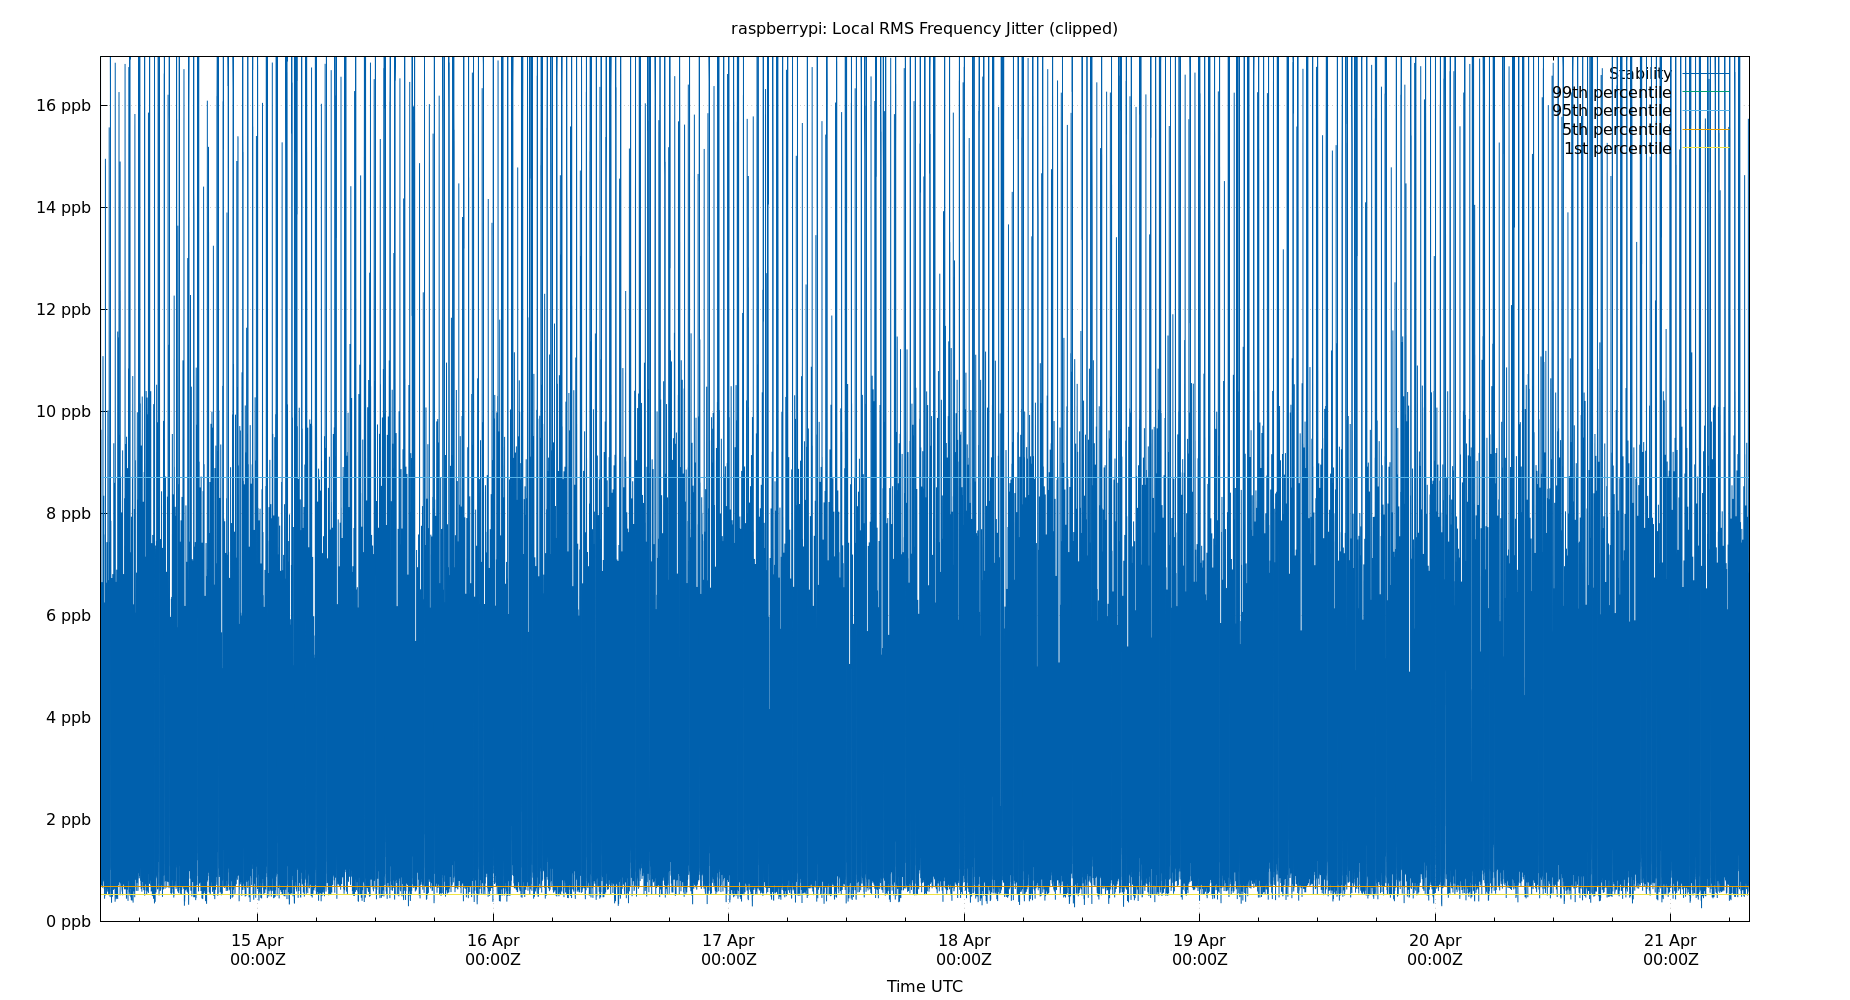 raspberrypi: Local RMS Frequency Jitter (clipped)
Stability
99th percentile
95th percentile
5th percentile
1st percentile
16 ppb
14 ppb
12 ppb
10 ppb
8 ppb
6 ppb
4 ppb
2 ppb
0 ppb
15 Apr 16 Apr 17 Apr 18 Apr 19 Apr 20 Apr 21 Apr
00:00Z 00:00Z 00:00Z 00:00Z 00:00Z 00:00Z 00:00Z
Time UTC